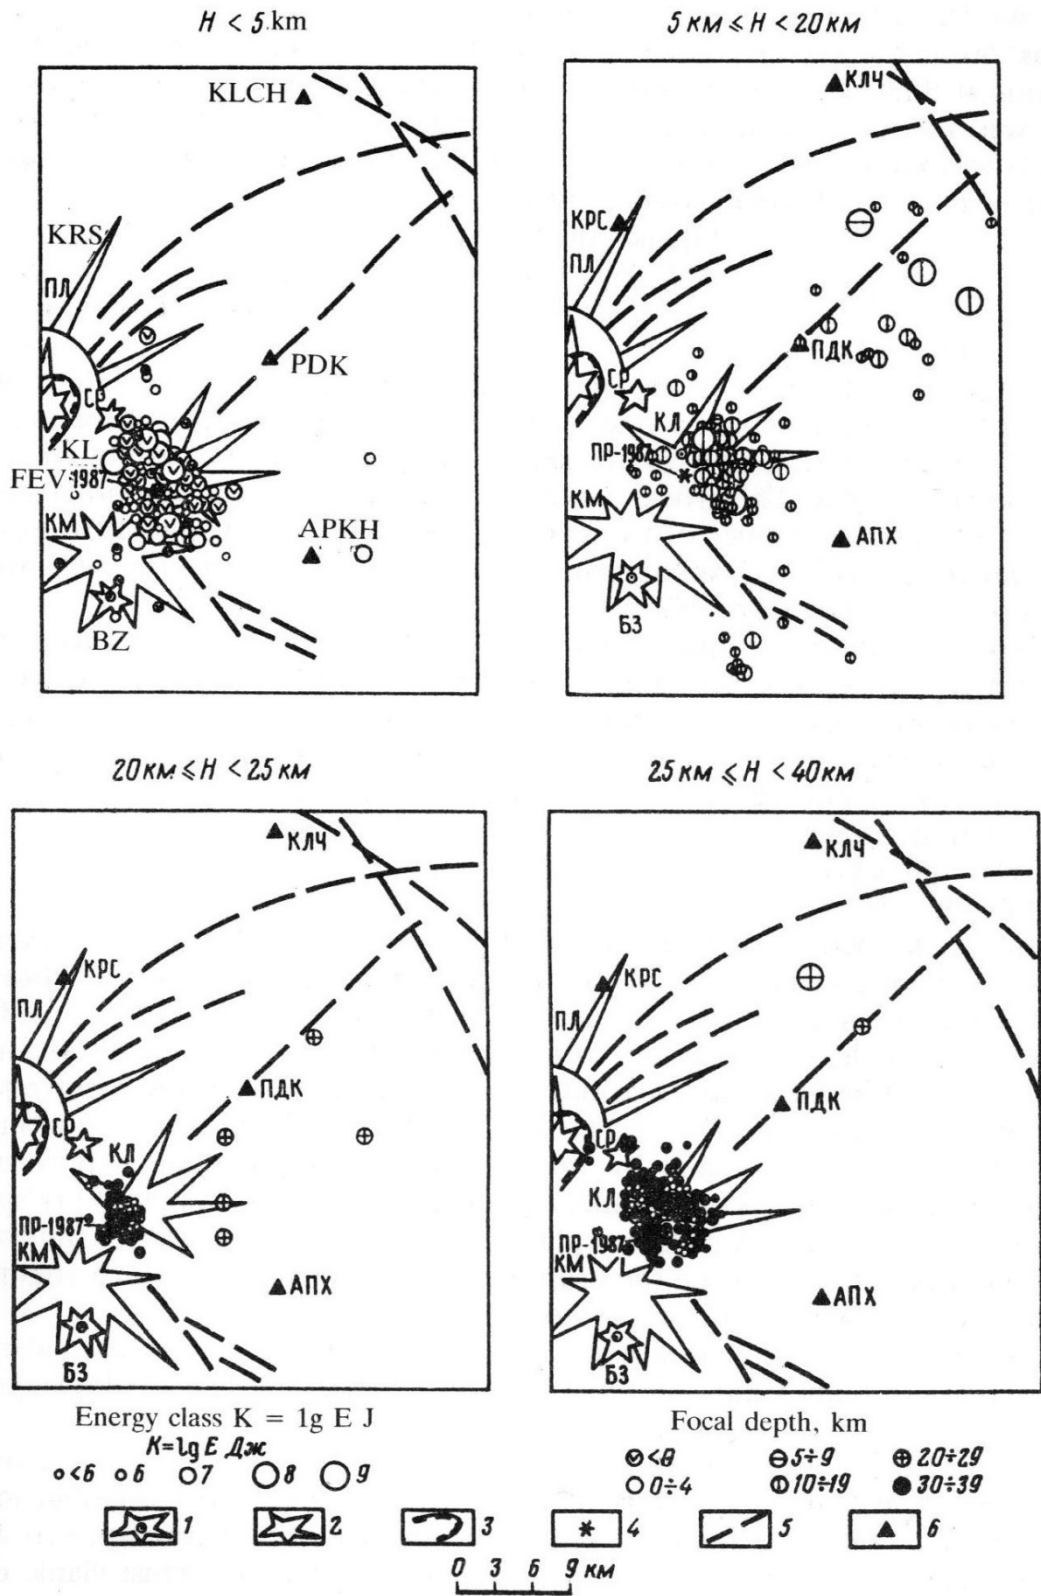 H < 5 km
5 км ⩽ H < 20 км
KLCH
KRS
ПЛ
СР
PDK
KL
FEV-1987
КМ
APKH
BZ
КЛЧ
КРС
ПЛ
СР
ПДК
КЛ
ПР-1987
КМ
АПХ
БЗ
20 км ⩽ H < 25 км
25 км ⩽ H < 40 км
КЛЧ
КРС
ПЛ
ПДК
СР
КЛ
ПР-1987
КМ
АПХ
БЗ
КЛЧ
КРС
ПЛ
ПДК
СР
КЛ
ПР-1987
КМ
АПХ
БЗ
Energy class K = 1g E J
K=lg E Дж
<6 6 7 8 9
Focal depth, km
<0 5÷9 20÷29
0÷4 10÷19 30÷39
1 2 3 4 5 6
0 3 6 9 км